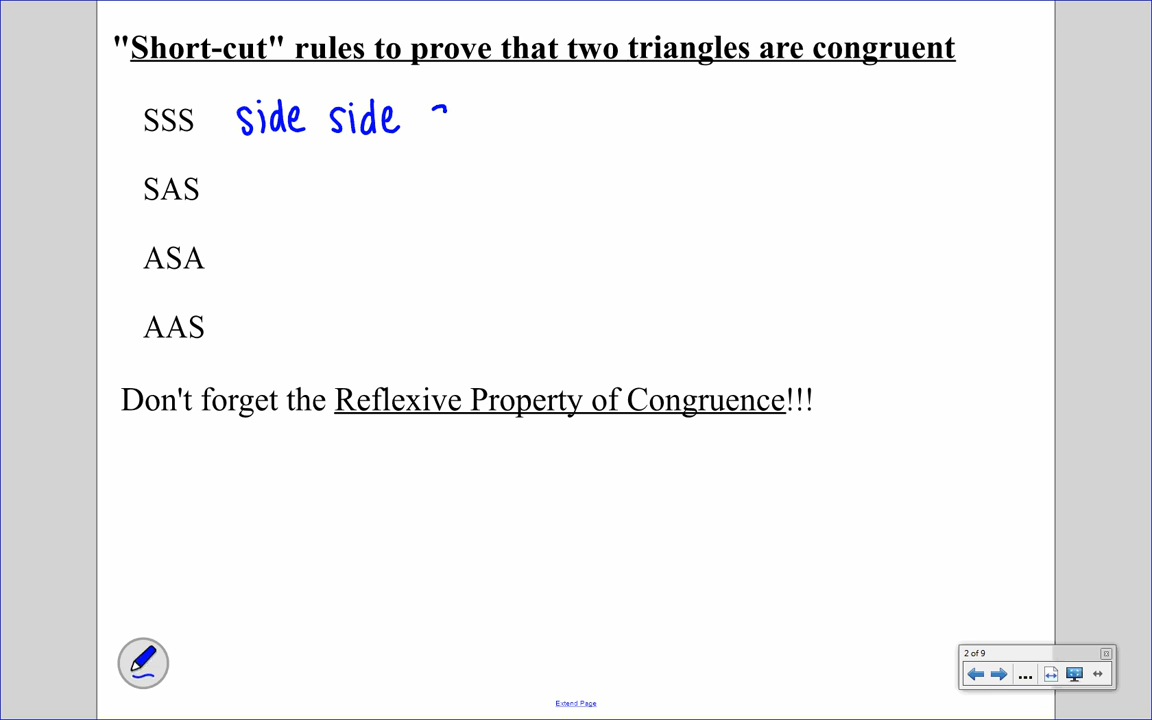 "Short-cut" rules to prove that two triangles are congruent
SSS side side
SAS
ASA
AAS
Don't forget the Reflexive Property of Congruence!!!
2 of 9
Extend Page